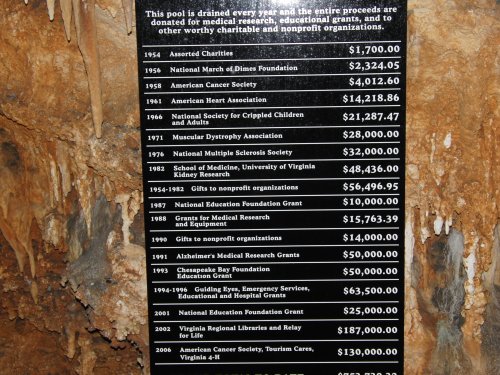 This pool is drained every year and the entire proceeds are
donated for medical research, educational grants, and to
other worthy charitable and nonprofit organizations.
1954 Assorted Charities $1,700.00
1956 National March of Dimes Foundation $2,324.05
1958 American Cancer Society $4,012.60
1961 American Heart Association $14,218.86
1966 National Society for Crippled Children
and Adults $21,287.47
1971 Muscular Dystrophy Association $28,000.00
1976 National Multiple Sclerosis Society $32,000.00
1982 School of Medicine, University of Virginia
Kidney Research $48,436.00
1954-1982 Gifts to nonprofit organizations $56,496.95
1987 National Education Foundation Grant $10,000.00
1988 Grants for Medical Research
and Equipment $15,763.39
1990 Gifts to nonprofit organizations $14,000.00
1991 Alzheimer's Medical Research Grants $50,000.00
1993 Chesapeake Bay Foundation
Education Grant $50,000.00
1994-1996 Guiding Eyes, Emergency Services,
Educational and Hospital Grants $63,500.00
2001 National Education Foundation Grant $25,000.00
2002 Virginia Regional Libraries and Relay
for Life $187,000.00
2006 American Cancer Society, Tourism Cares,
Virginia 4-H $130,000.00